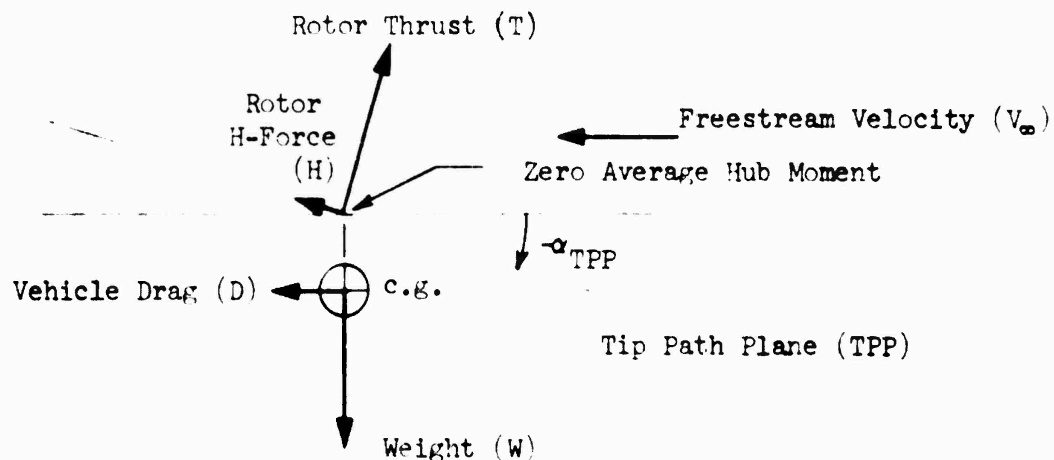 Rotor Thrust (T)
Rotor
H-Force
(H)
Freestream Velocity (V∞)
Zero Average Hub Moment
-αTPP
Vehicle Drag (D)
c.g.
Tip Path Plane (TPP)
Weight (W)